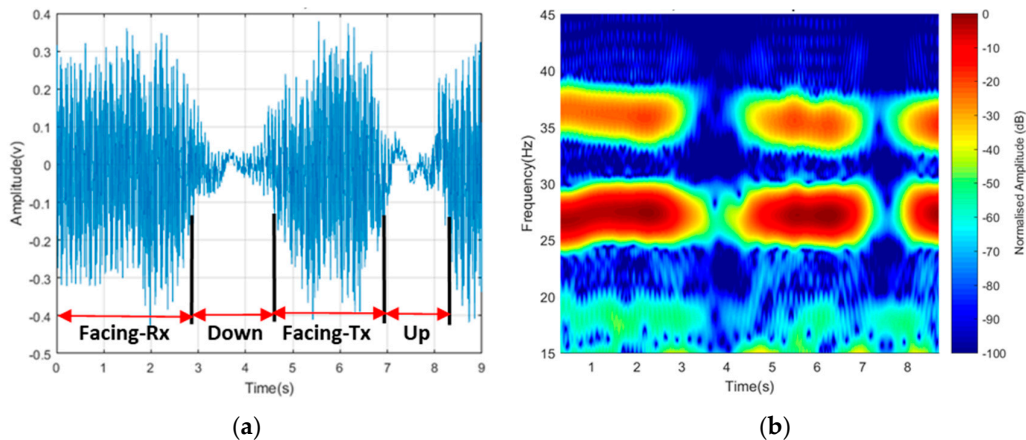 0.4
0.3
0.2
0.1
0
-0.1
-0.2
-0.3
-0.4
-0.5
Amplitude(v)
Facing-Rx Down Facing-Tx Up
0 1 2 3 4 5 6 7 8 9
Time(s)
(a)
45
40
35
30
25
20
15
Frequency(Hz)
1 2 3 4 5 6 7 8
Time(s)
0
-10
-20
-30
-40
-50
-60
-70
-80
-90
-100
Normalised Amplitude (dB)
(b)